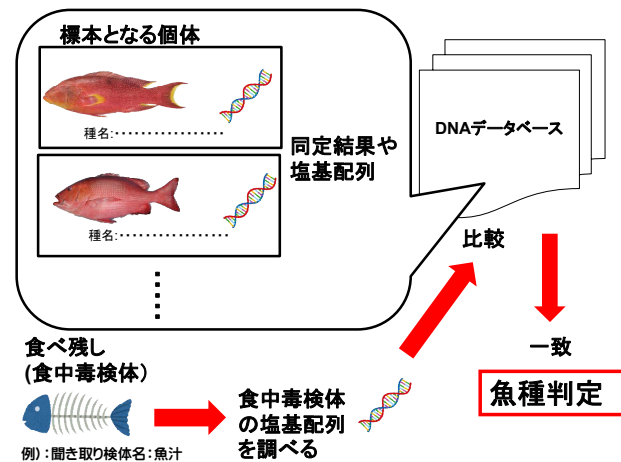 標本となる個体
種名:・・・・・・・・・・・・・・・・・
種名:・・・・・・・・・・・・・・・・・
同定結果や
塩基配列
DNAデータベース
比較
一致
魚種判定
食べ残し
(食中毒検体)
食中毒検体
の塩基配列
を調べる
例）：聞き取り検体名：魚汁